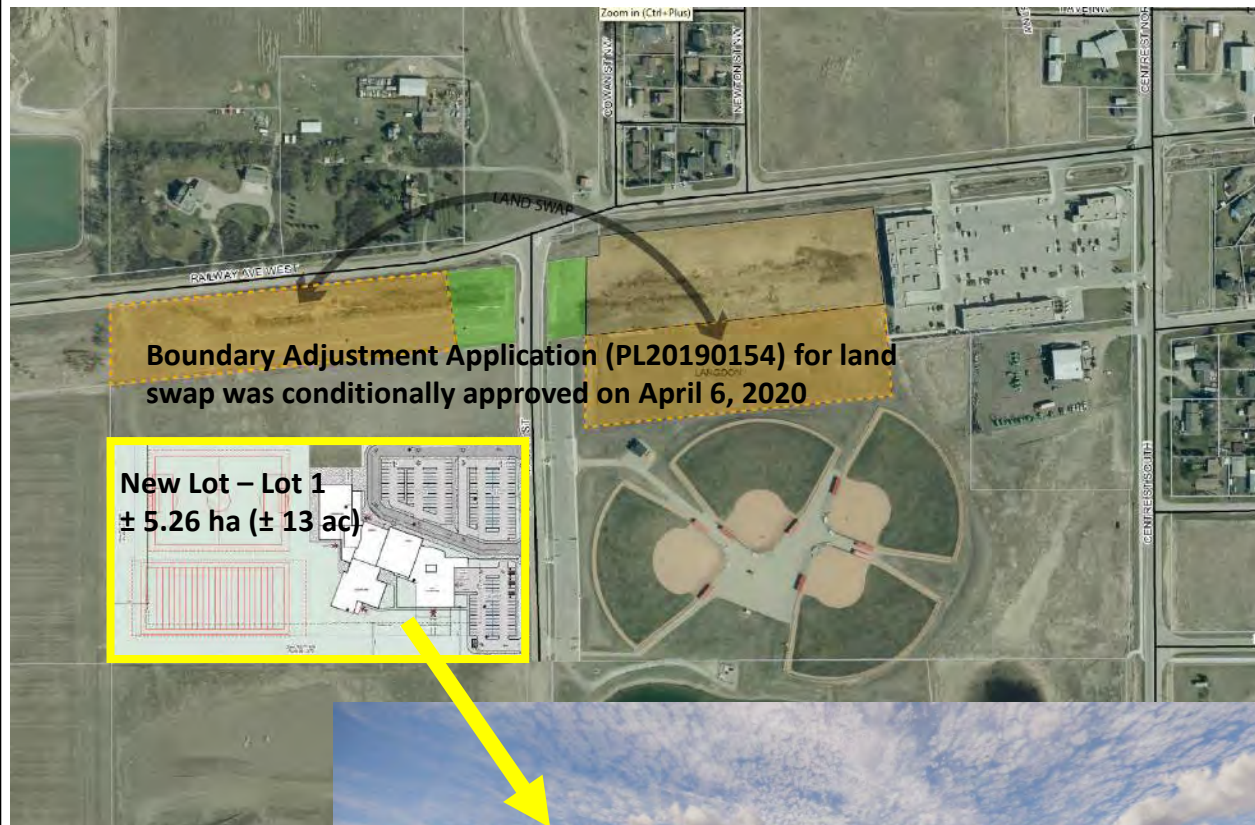 Zoom in (Ctrl+Plus)
COWAN ST NW
NEWTON ST NW
CENTRE ST NOR
LAND SWAP
RAILWAY AVE WEST
Boundary Adjustment Application (PL20190154) for land
LANGDON
swap was conditionally approved on April 6, 2020
ST
New Lot – Lot 1
± 5.26 ha (± 13 ac)
CENTRE ST SOUTH